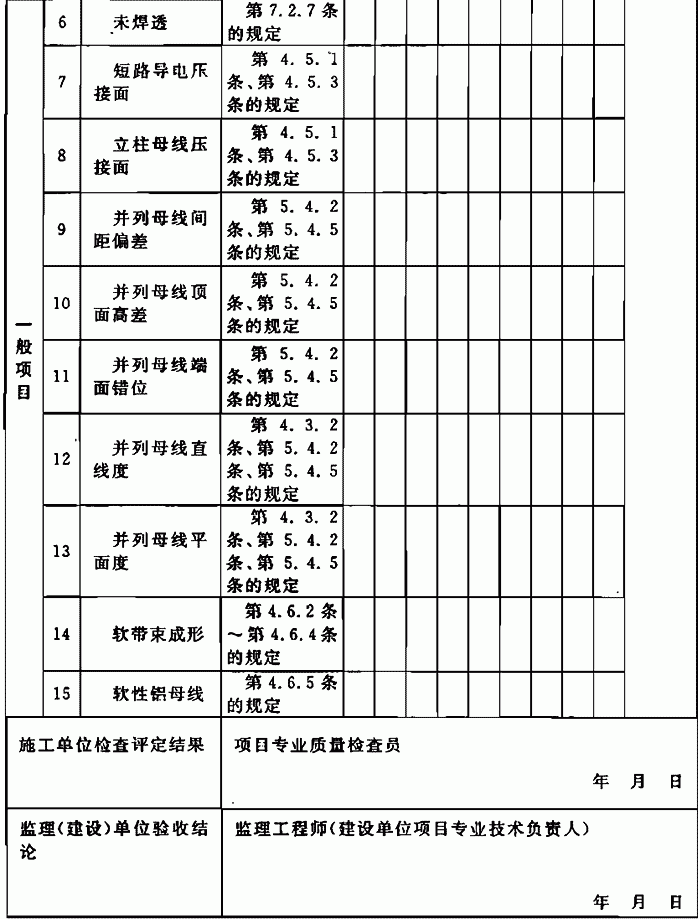 一般项目
6 未焊透 第7.2.7条
的规定
7 短路导电压
接面
第 4.5.1
条、第 4.5.3
条的规定
8 立柱母线压
接面
第 4.5.1
条、第 4.5.3
条的规定
9 并列母线间
距偏差
第 5.4.2
条、第 5.4.5
条的规定
10 并列母线顶
面高差
第 5.4.2
条、第 5.4.5
条的规定
11 并列母线端
面错位
第 5.4.2
条、第 5.4.5
条的规定
12 并列母线直
线度
第 4.3.2
条、第 5.4.2
条、第 5.4.5
条的规定
13 并列母线平
面度
第 4.3.2
条、第 5.4.2
条、第 5.4.5
条的规定
14 软带束成形
第4.6.2条
～第4.6.4条
的规定
15 软性铝母线
第4.6.5条
的规定
施工单位检查评定结果
项目专业质量检查员
年 月 日
监理(建设)单位验收结
论
监理工程师(建设单位项目专业技术负责人)
年 月 日